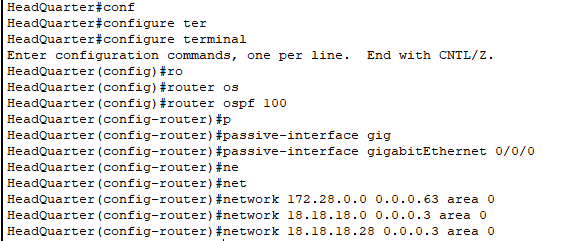 HeadQuarter#conf
HeadQuarter#configure ter
HeadQuarter#configure terminal
Enter configuration commands, one per line.  End with CNTL/Z.
HeadQuarter(config)#ro
HeadQuarter(config)#router os
HeadQuarter(config)#router ospf 100
HeadQuarter(config-router)#p
HeadQuarter(config-router)#passive-interface gig
HeadQuarter(config-router)#passive-interface gigabitEthernet 0/0/0
HeadQuarter(config-router)#ne
HeadQuarter(config-router)#net
HeadQuarter(config-router)#network 172.28.0.0 0.0.0.63 area 0
HeadQuarter(config-router)#network 18.18.18.0 0.0.0.3 area 0
HeadQuarter(config-router)#network 18.18.18.28 0.0.0.3 area 0